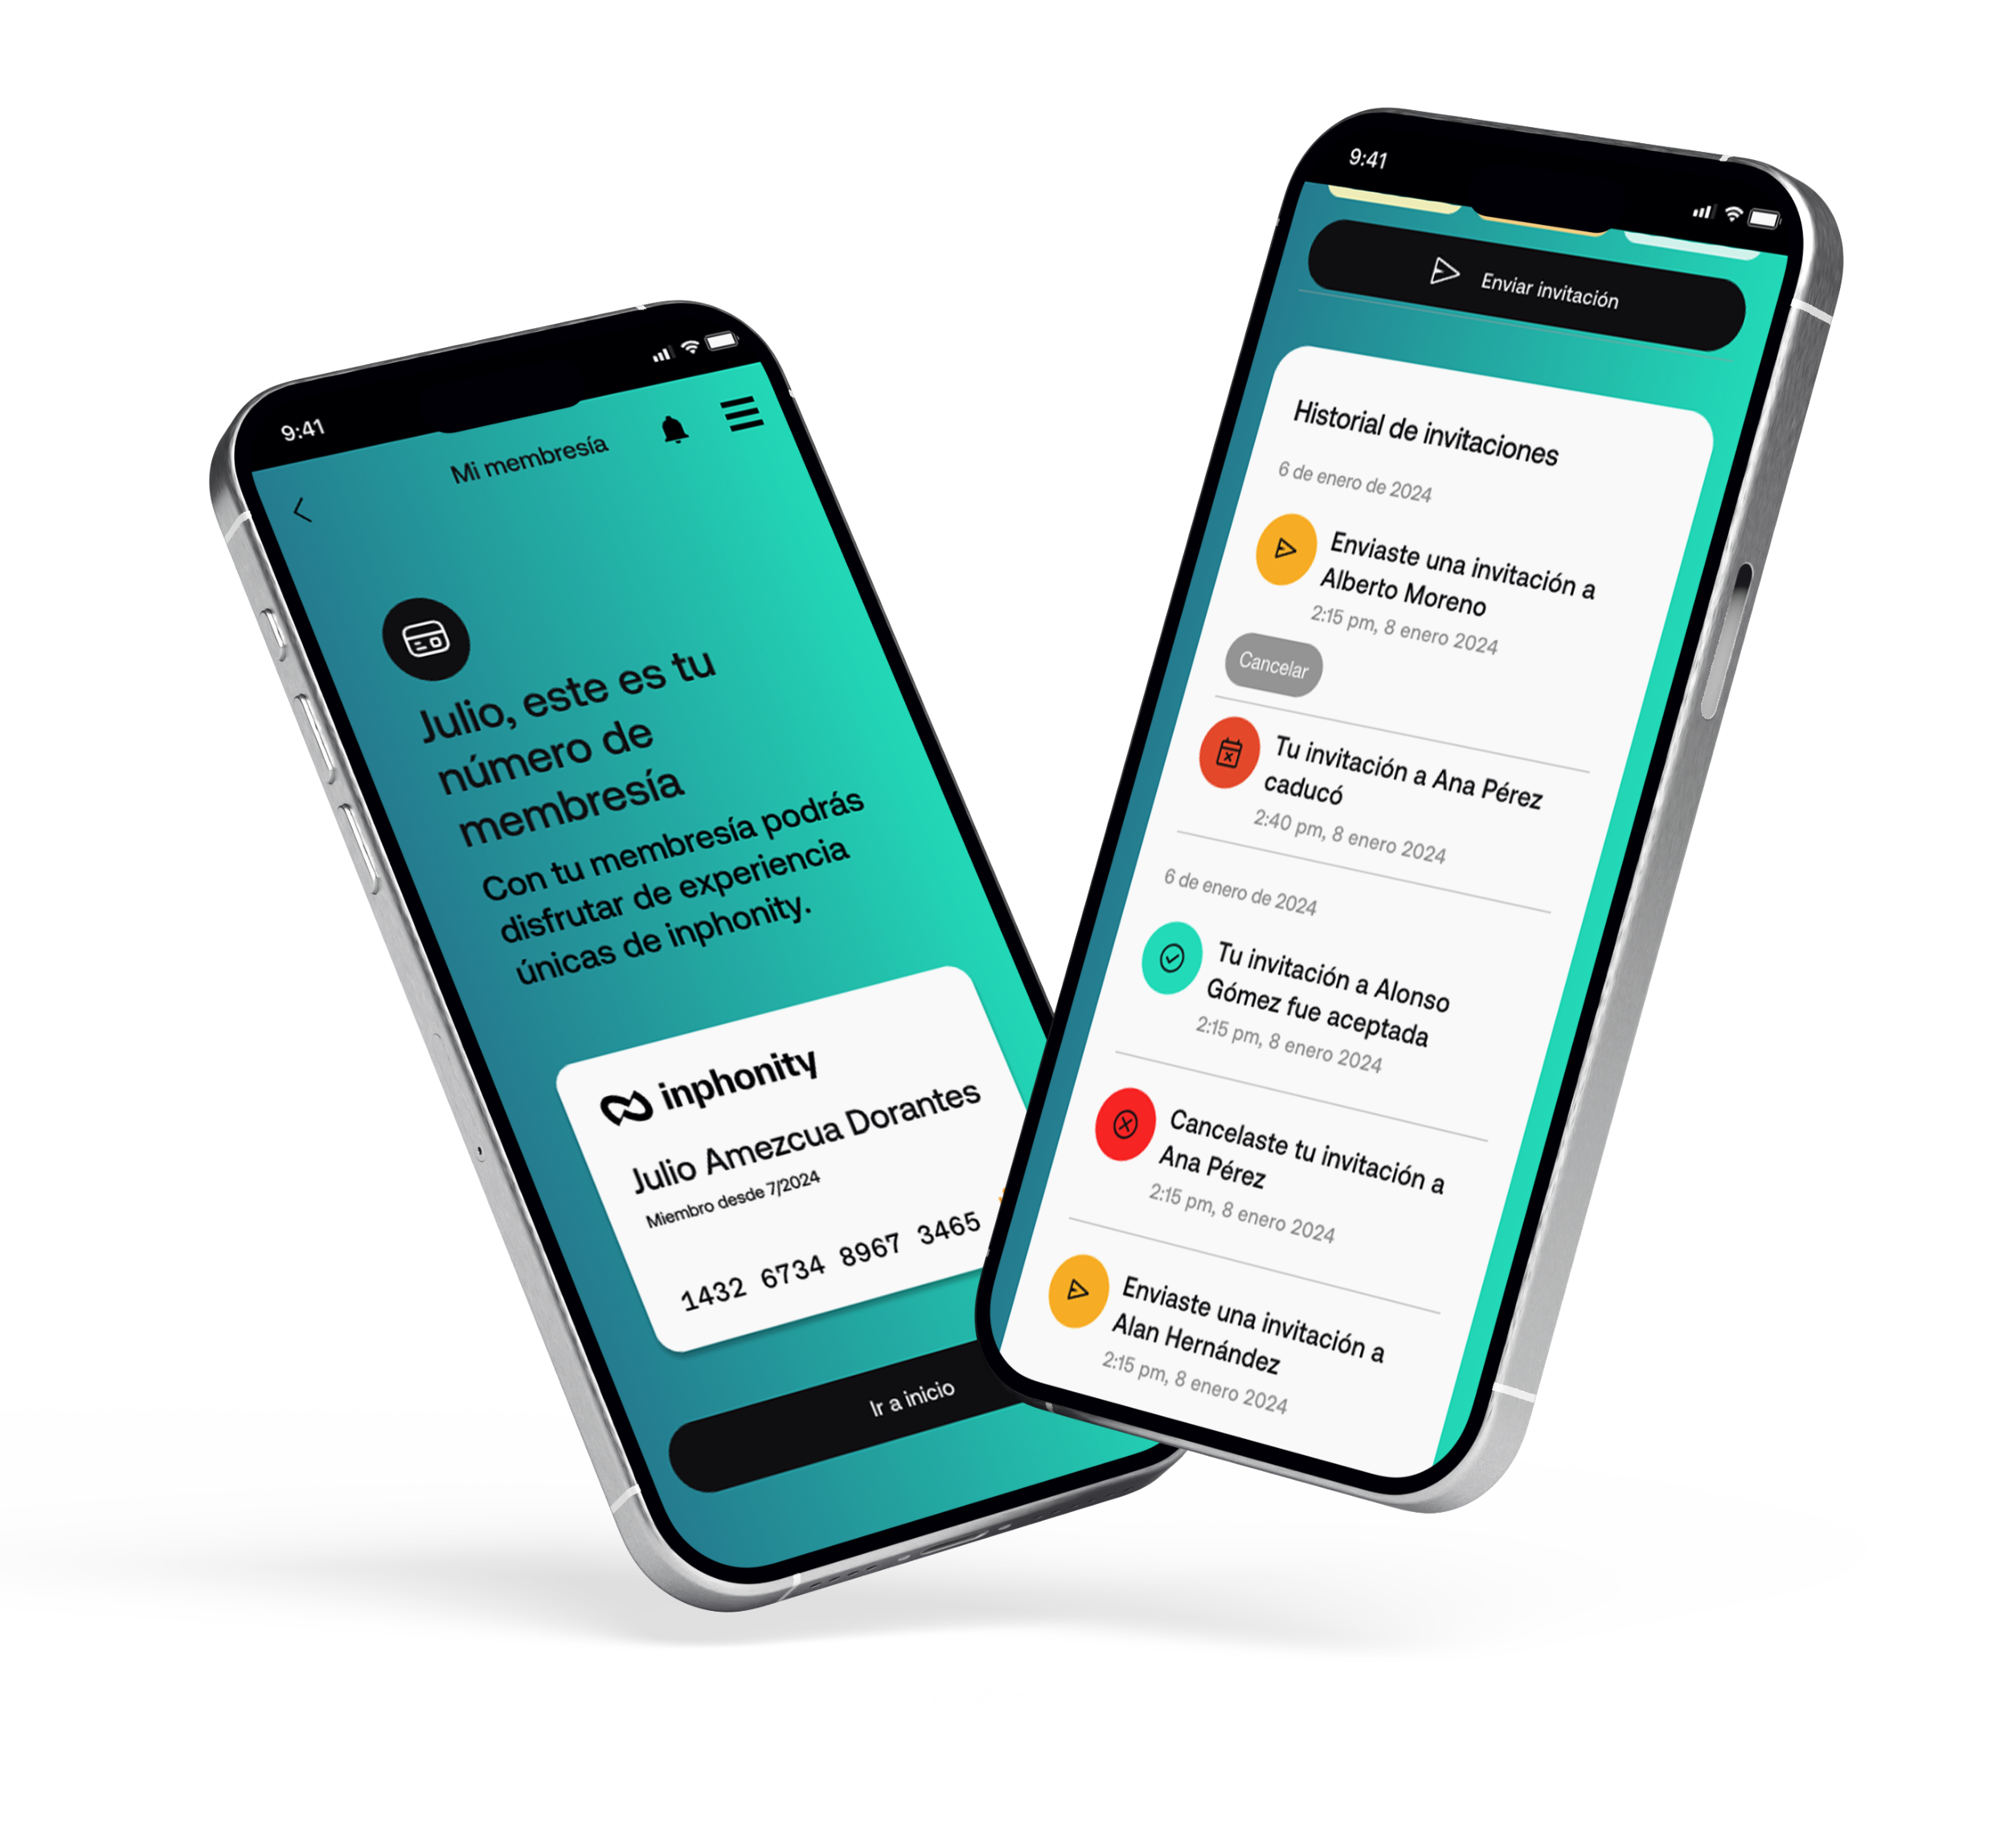 9:41
Mi membresía
Julio, este es tu
número de
membresía
Con tu membresía podrás
disfrutar de experiencia
únicas de inphonity.
inphonity
Julio Amezcua Dorantes
Miembro desde 7/2024
1432 6734 8967 3465
Ir a inicio
9:41
Enviar invitación
Historial de invitaciones
6 de enero de 2024
Enviaste una invitación a
Alberto Moreno
2:15 pm, 8 enero 2024
Cancelar
Tu invitación a Ana Pérez
caducó
2:40 pm, 8 enero 2024
6 de enero de 2024
Tu invitación a Alonso
Gómez fue aceptada
2:15 pm, 8 enero 2024
Cancelaste tu invitación a
Ana Pérez
2:15 pm, 8 enero 2024
Enviaste una invitación a
Alan Hernández
2:15 pm, 8 enero 2024